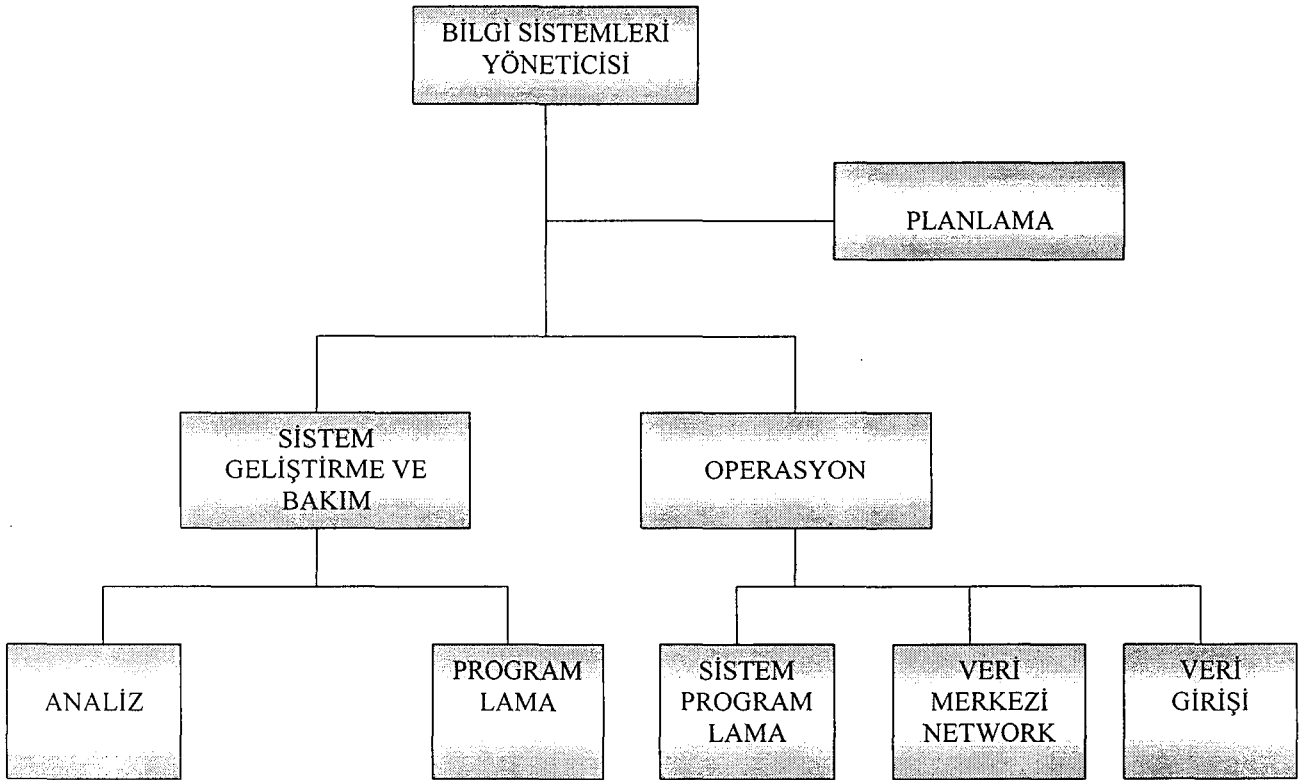 BİLGİ SİSTEMLERİ
YÖNETİCİSİ
PLANLAMA
SİSTEM
GELİŞTİRME VE
BAKIM
OPERASYON
ANALİZ
PROGRAM
LAMA
SİSTEM
PROGRAM
LAMA
VERİ
MERKEZİ
NETWORK
VERİ
GİRİŞİ